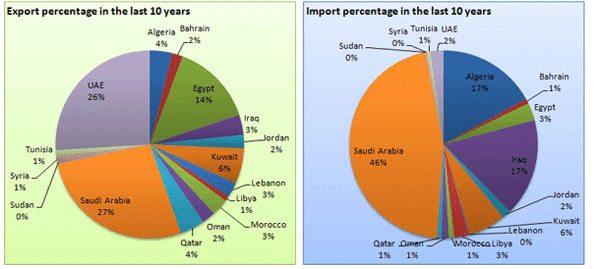 Export percentage in the last 10 years
Algeria
4%
Bahrain
2%
Egypt
14%
Iraq
3%
Jordan
2%
Kuwait
6%
Lebanon
3%
Libya
1%
Morocco
3%
Oman
2%
Qatar
4%
Saudi Arabia
27%
Sudan
0%
Syria
1%
Tunisia
1%
UAE
26%
Import percentage in the last 10 years
Algeria
17%
Bahrain
1%
Egypt
3%
Iraq
17%
Jordan
2%
Kuwait
6%
Lebanon
0%
Libya
3%
Morocco
1%
Oman
1%
Qatar
1%
Saudi Arabia
46%
Sudan
0%
Syria
0%
Tunisia
1%
UAE
2%